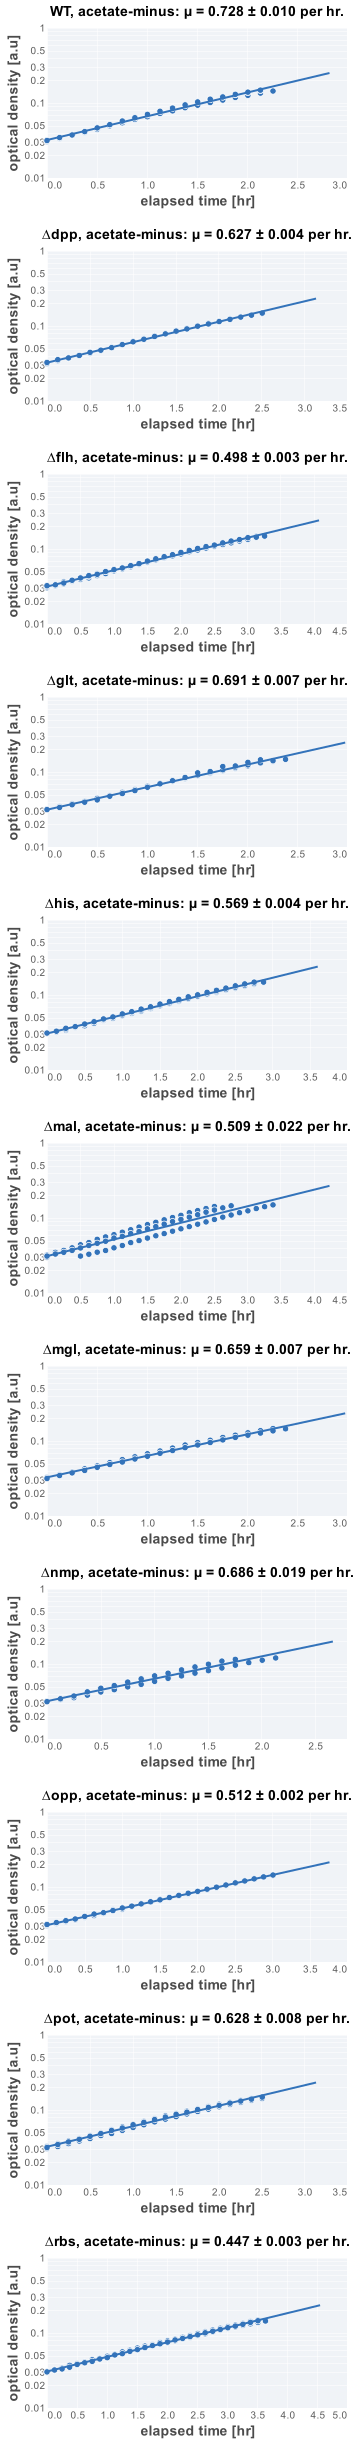 WT, acetate-minus: μ = 0.728 ± 0.010 per hr.
optical density [a.u]
1
0.5
0.2
0.1
0.05
0.03
0.02
0.01
0.0 0.5 1.0 1.5 2.0 2.5 3.0
elapsed time [hr]
Δdpp, acetate-minus: μ = 0.627 ± 0.004 per hr.
optical density [a.u]
1
0.5
0.3
0.2
0.1
0.05
0.03
0.02
0.01
0.0 0.5 1.0 1.5 2.0 2.5 3.0 3.5
elapsed time [hr]
Δflh, acetate-minus: μ = 0.498 ± 0.003 per hr.
optical density [a.u]
1
0.5
0.2
0.1
0.05
0.03
0.02
0.01
0.0 0.5 1.0 1.5 2.0 2.5 3.0 3.5 4.0 4.5
elapsed time [hr]
Δglt, acetate-minus: μ = 0.691 ± 0.007 per hr.
optical density [a.u]
1
0.5
0.2
0.1
0.05
0.03
0.02
0.01
0.0 0.5 1.0 1.5 2.0 2.5 3.0
elapsed time [hr]
Δhis, acetate-minus: μ = 0.569 ± 0.004 per hr.
optical density [a.u]
1
0.5
0.2
0.1
0.05
0.03
0.02
0.01
0.0 0.5 1.0 1.5 2.0 2.5 3.0 3.5 4.0
elapsed time [hr]
Δmal, acetate-minus: μ = 0.509 ± 0.022 per hr.
optical density [a.u]
1
0.5
0.3
0.2
0.1
0.05
0.03
0.02
0.01
0.0 0.5 1.0 1.5 2.0 2.5 3.0 3.5 4.0 4.5
elapsed time [hr]
Δmgl, acetate-minus: μ = 0.659 ± 0.007 per hr.
optical density [a.u]
1
0.5
0.3
0.2
0.1
0.05
0.03
0.02
0.01
0.0 0.5 1.0 1.5 2.0 2.5 3.0
elapsed time [hr]
Δnmp, acetate-minus: μ = 0.686 ± 0.019 per hr.
optical density [a.u]
1
0.5
0.3
0.2
0.1
0.05
0.03
0.02
0.01
0.0 0.5 1.0 1.5 2.0 2.5
elapsed time [hr]
Δopp, acetate-minus: μ = 0.512 ± 0.002 per hr.
optical density [a.u]
1
0.5
0.3
0.2
0.1
0.05
0.03
0.02
0.01
0.0 0.5 1.0 1.5 2.0 2.5 3.0 3.5 4.0
elapsed time [hr]
Δpot, acetate-minus: μ = 0.628 ± 0.008 per hr.
optical density [a.u]
1
0.5
0.3
0.2
0.1
0.05
0.03
0.02
0.01
0.0 0.5 1.0 1.5 2.0 2.5 3.0 3.5
elapsed time [hr]
Δrbs, acetate-minus: μ = 0.447 ± 0.003 per hr.
optical density [a.u]
1
0.5
0.3
0.2
0.1
0.05
0.03
0.02
0.01
0.0 0.5 1.0 1.5 2.0 2.5 3.0 3.5 4.0 4.5 5.0
elapsed time [hr]